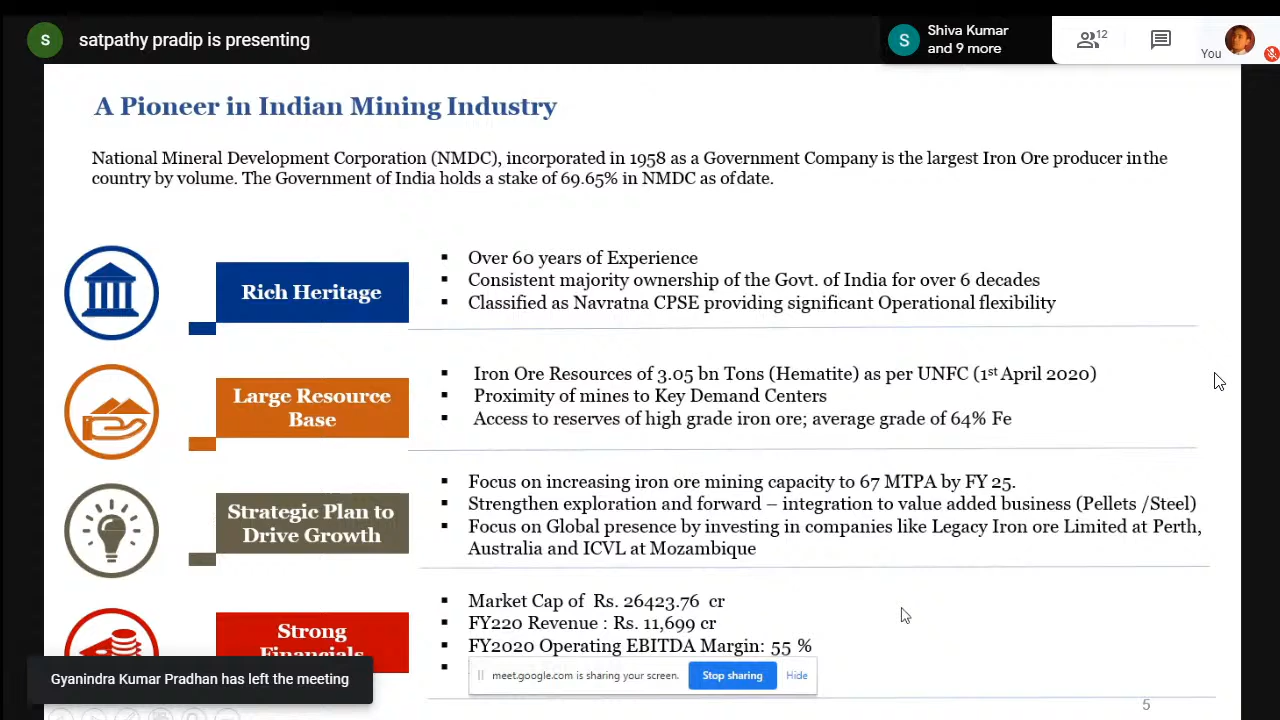 S satpathy pradip is presenting
S Shiva Kumar
and 9 more
12
You
A Pioneer in Indian Mining Industry
National Mineral Development Corporation (NMDC), incorporated in 1958 as a Government Company is the largest Iron Ore producer inthe
country by volume. The Government of India holds a stake of 69.65% in NMDC as ofdate.
Rich Heritage
▪ Over 60 years of Experience
▪ Consistent majority ownership of the Govt. of India for over 6 decades
▪ Classified as Navratna CPSE providing significant Operational flexibility
Large Resource
Base
▪ Iron Ore Resources of 3.05 bn Tons (Hematite) as per UNFC (1st April 2020)
▪ Proximity of mines to Key Demand Centers
▪ Access to reserves of high grade iron ore; average grade of 64% Fe
Strategic Plan to
Drive Growth
▪ Focus on increasing iron ore mining capacity to 67 MTPA by FY 25.
▪ Strengthen exploration and forward – integration to value added business (Pellets /Steel)
▪ Focus on Global presence by investing in companies like Legacy Iron ore Limited at Perth,
Australia and ICVL at Mozambique
Strong
Financials
▪ Market Cap of Rs. 26423.76 cr
▪ FY220 Revenue : Rs. 11,699 cr
▪ FY2020 Operating EBITDA Margin: 55 %
meet.google.com is sharing your screen. Stop sharing Hide
Gyanindra Kumar Pradhan has left the meeting
5